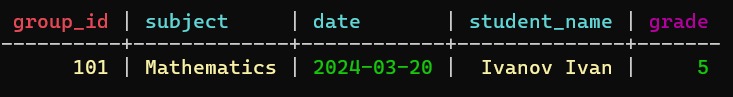 group_id | subject | date | student_name | grade
----------+-------------+------------+--------------+-------
101 | Mathematics | 2024-03-20 | Ivanov Ivan | 5